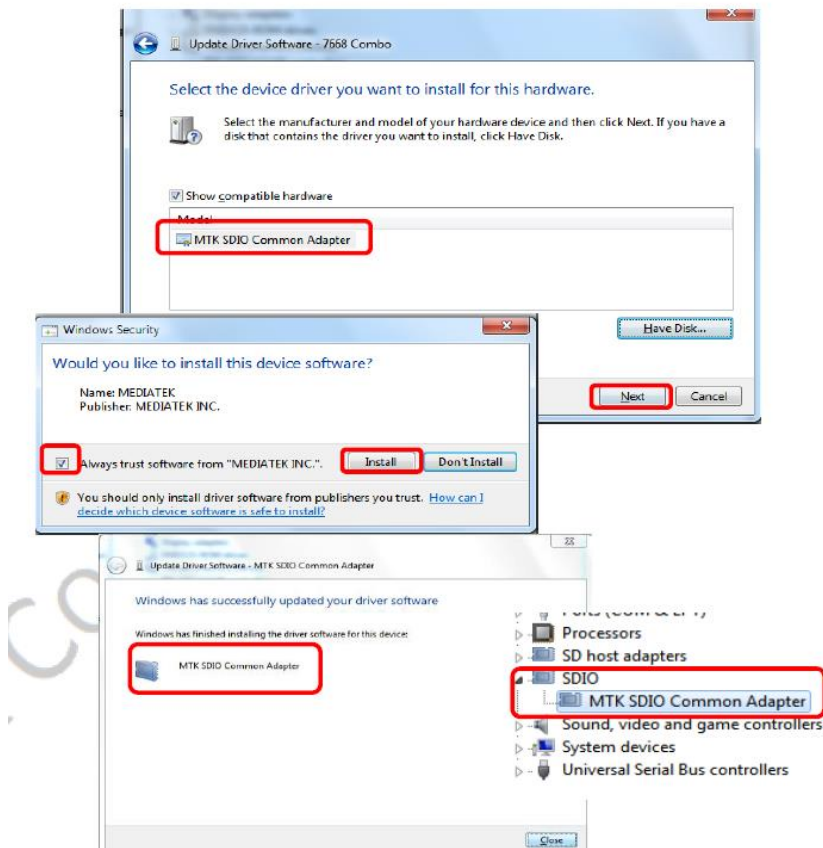 Update Driver Software - 7668 Combo
Select the device driver you want to install for this hardware.
Select the manufacturer and model of your hardware device and then click Next. If you have a
disk that contains the driver you want to install, click Have Disk.
Show compatible hardware
Model
MTK SDIO Common Adapter
Have Disk...
Next
Cancel
Windows Security
Would you like to install this device software?
Name: MEDIATEK
Publisher: MEDIATEK INC.
Always trust software from "MEDIATEK INC.".
Install
Don't Install
You should only install driver software from publishers you trust. How can I
decide which device software is safe to install?
Update Driver Software - MTK SDIO Common Adapter
Windows has successfully updated your driver software
Windows has finished installing the driver software for this device:
MTK SDIO Common Adapter
Close
Processors
SD host adapters
SDIO
MTK SDIO Common Adapter
Sound, video and game controllers
System devices
Universal Serial Bus controllers